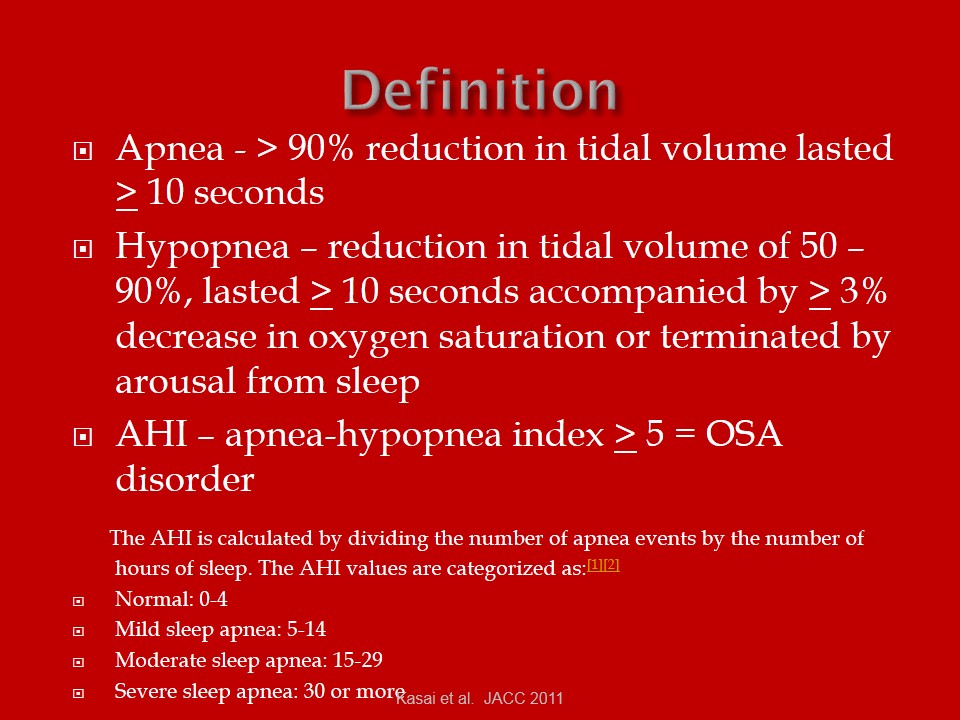 Definition
Apnea - > 90% reduction in tidal volume lasted
≥ 10 seconds
Hypopnea – reduction in tidal volume of 50 –
90%, lasted ≥ 10 seconds accompanied by ≥ 3%
decrease in oxygen saturation or terminated by
arousal from sleep
AHI – apnea-hypopnea index ≥ 5 = OSA
disorder
The AHI is calculated by dividing the number of apnea events by the number of
hours of sleep. The AHI values are categorized as:[1][2]
Normal: 0-4
Mild sleep apnea: 5-14
Moderate sleep apnea: 15-29
Severe sleep apnea: 30 or more
Kasai et al. JACC 2011